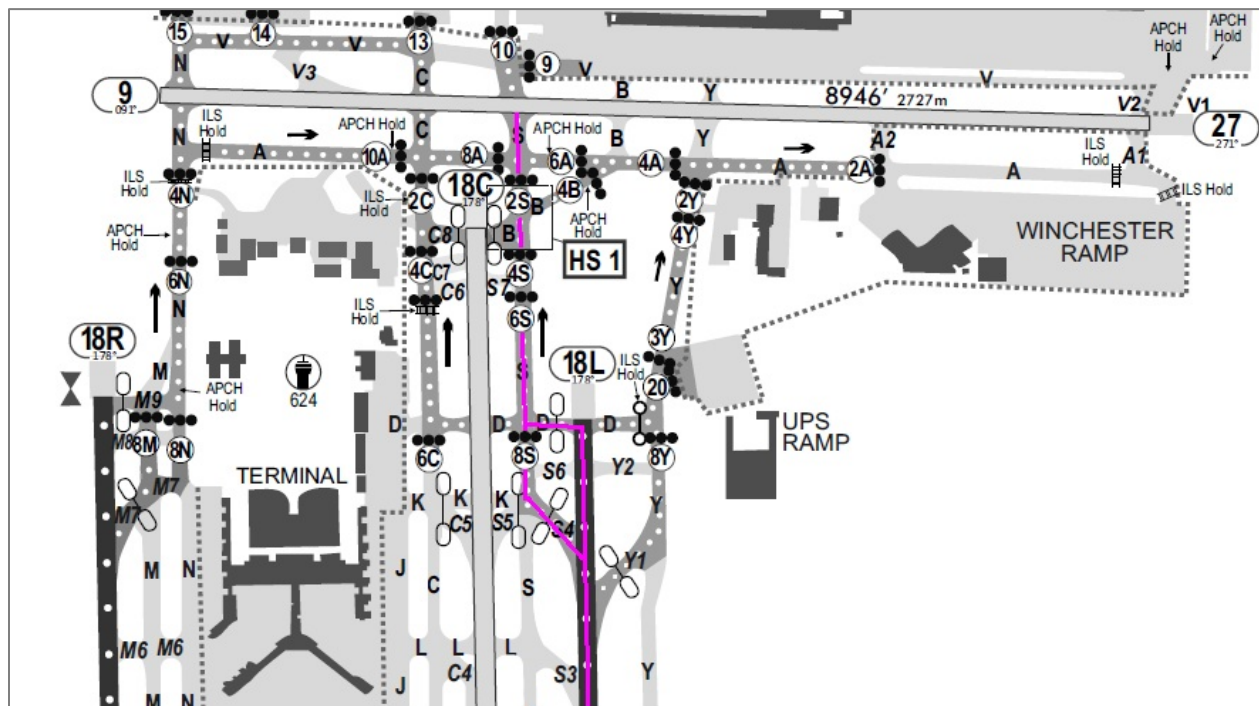 15
14
13
10
9
N
V
V
C
V3
V
B
Y
8946' 2727m
V
V2
V1
APCH
Hold
APCH
Hold
9
091°
27
271°
N
ILS
Hold
A
APCH Hold
10A
C
8A
S
APCH Hold
6A
B
4A
Y
A
2A
A2
A
ILS
Hold
A1
ILS Hold
ILS
Hold
4N
ILS
Hold
2C
18C
178°
2S
B
4B
APCH
Hold
2Y
4Y
WINCHESTER
RAMP
APCH
Hold
C8
B
HS 1
6N
4C
C7
C6
S7
4S
N
ILS
Hold
6S
Y
18R
178°
M
M9
APCH
Hold
624
S
18L
178°
ILS
Hold
3Y
20
M8
8M
8N
D
6C
D
8S
D
D
S6
Y2
8Y
UPS
RAMP
TERMINAL
M7
M7
K
K
C5
K
S5
S4
Y
Y1
M
N
J
C
S
M6
M6
L
L
C4
L
S3
Y
M
N
J